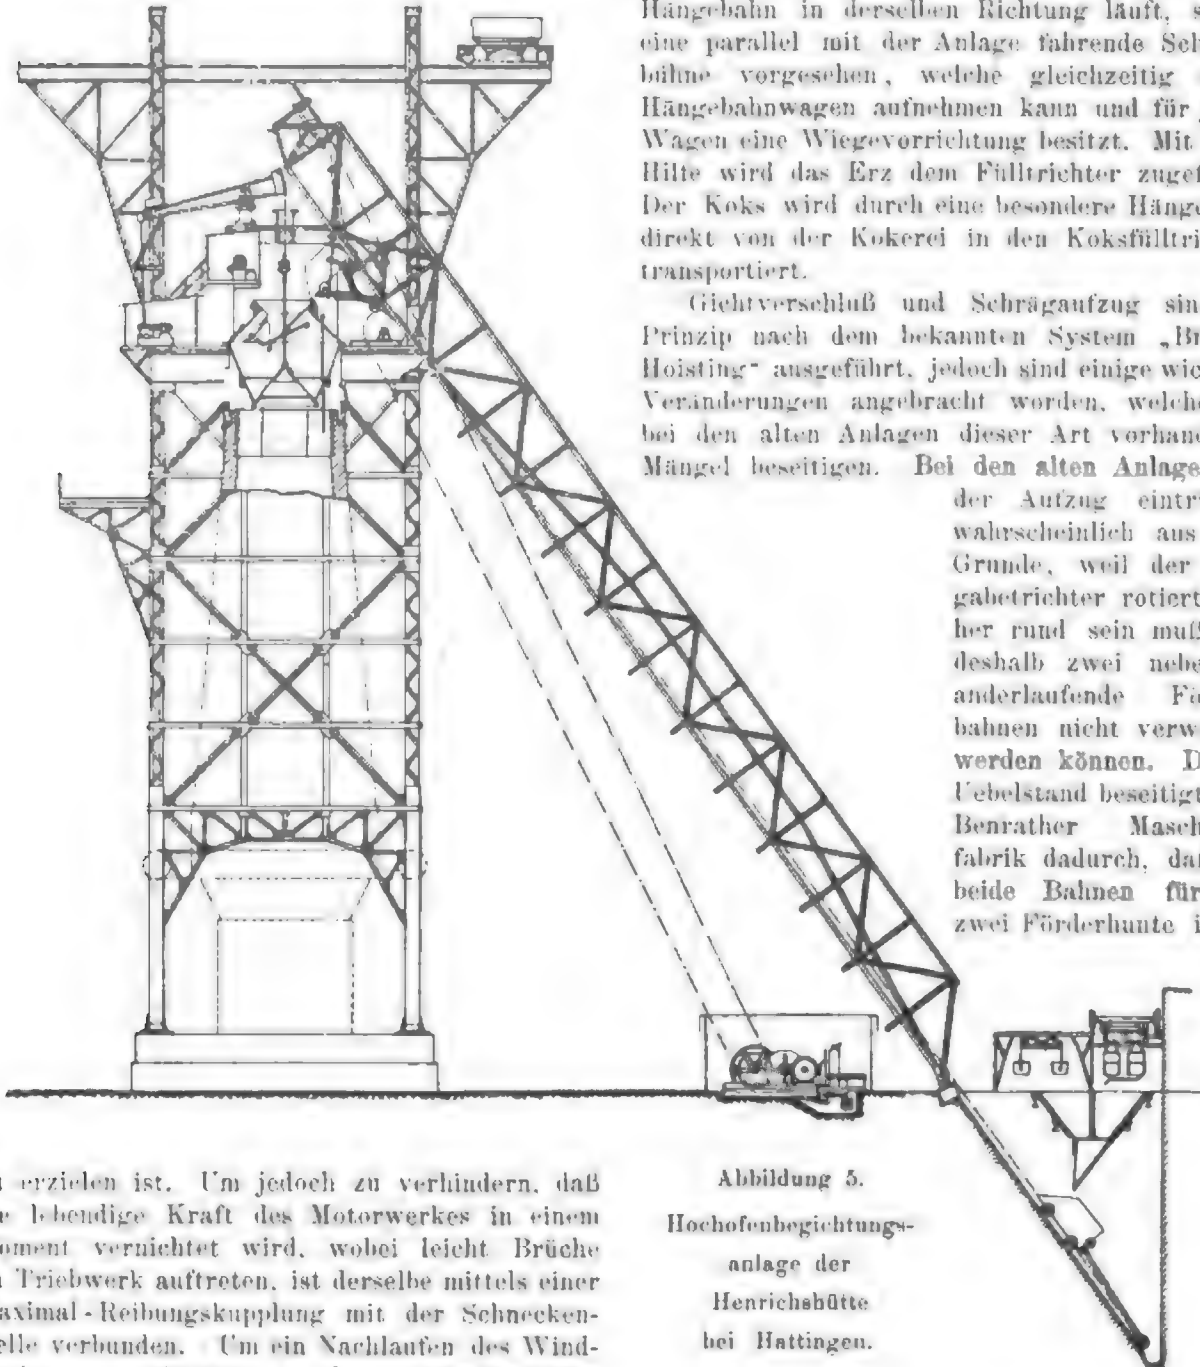 Hängebahn in derselben Richtung läuft,
eine parallel mit der Anlage fahrende
bühne vorgesehen, welche gleichzeitig
Hängebahnwagen aufnehmen kann und für
Wagen eine Wiegevorrichtung besitzt. Mit
Hilfe wird das Erz dem Fülltrichter
Der Koks wird durch eine besondere
direkt von der Kokerei in den
transportiert.
Gichtverschluß und Schrägaufzug
Prinzip nach dem bekannten System
Hoisting“ ausgeführt, jedoch sind einige
Veränderungen angebracht worden, welche
bei den alten Anlagen dieser Art
Mängel beseitigen. Bei den alten
der Aufzug
wahrscheinlich aus
Grunde, weil der
gabetrichter
her rund sein
deshalb zwei
anderlaufende
bahnen nicht
werden können.
Uebelstand
Benrather
fabrik dadurch,
beide Bahnen für
zwei Förderhunte
erzielen ist. Um jedoch zu verhindern, daß
lebendige Kraft des Motorwerkes in einem
vernichtet wird, wobei leicht Brüche
Triebwerk auftreten, ist derselbe mittels einer
Reibungskupplung mit der Schnecken-
verbunden. Um ein Nachlaufen des Wind-
Abbildung 5.
Hochofenbegichtungs-
anlage der
Henrichshütte
bei Hattingen.